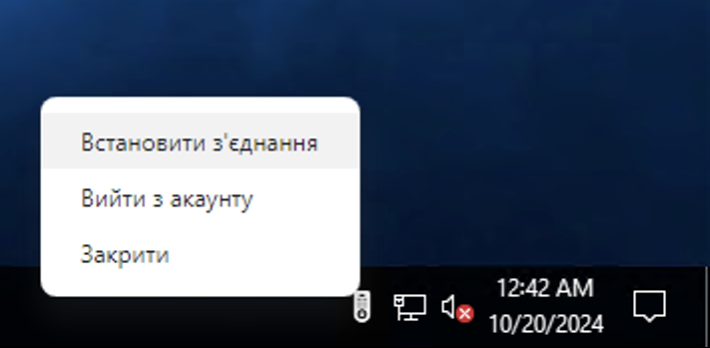 Встановити з'єднання
Вийти з акаунту
Закрити
12:42 AM
10/20/2024